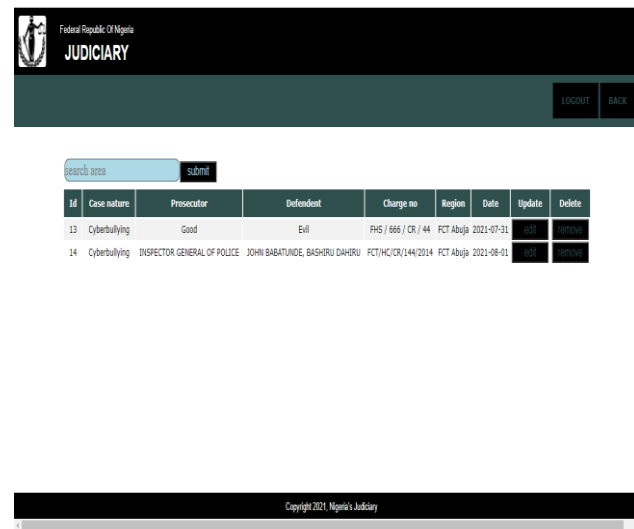 Federal Republic Of Nigeria
JUDICIARY
LOGOUT BACK
search area submit
Id Case nature Prosecutor Defendent Charge no Region Date Update Delete
13 Cyberbullying Good Evil FHS / 666 / CR / 44 FCT Abuja 2021-07-31 edit remove
14 Cyberbullying INSPECTOR GENERAL OF POLICE JOHN BABATUNDE, BASHIRU DAHIRU FCT/HC/CR/144/2014 FCT Abuja 2021-08-01 edit remove
Copyright 2021, Nigeria's Judiciary